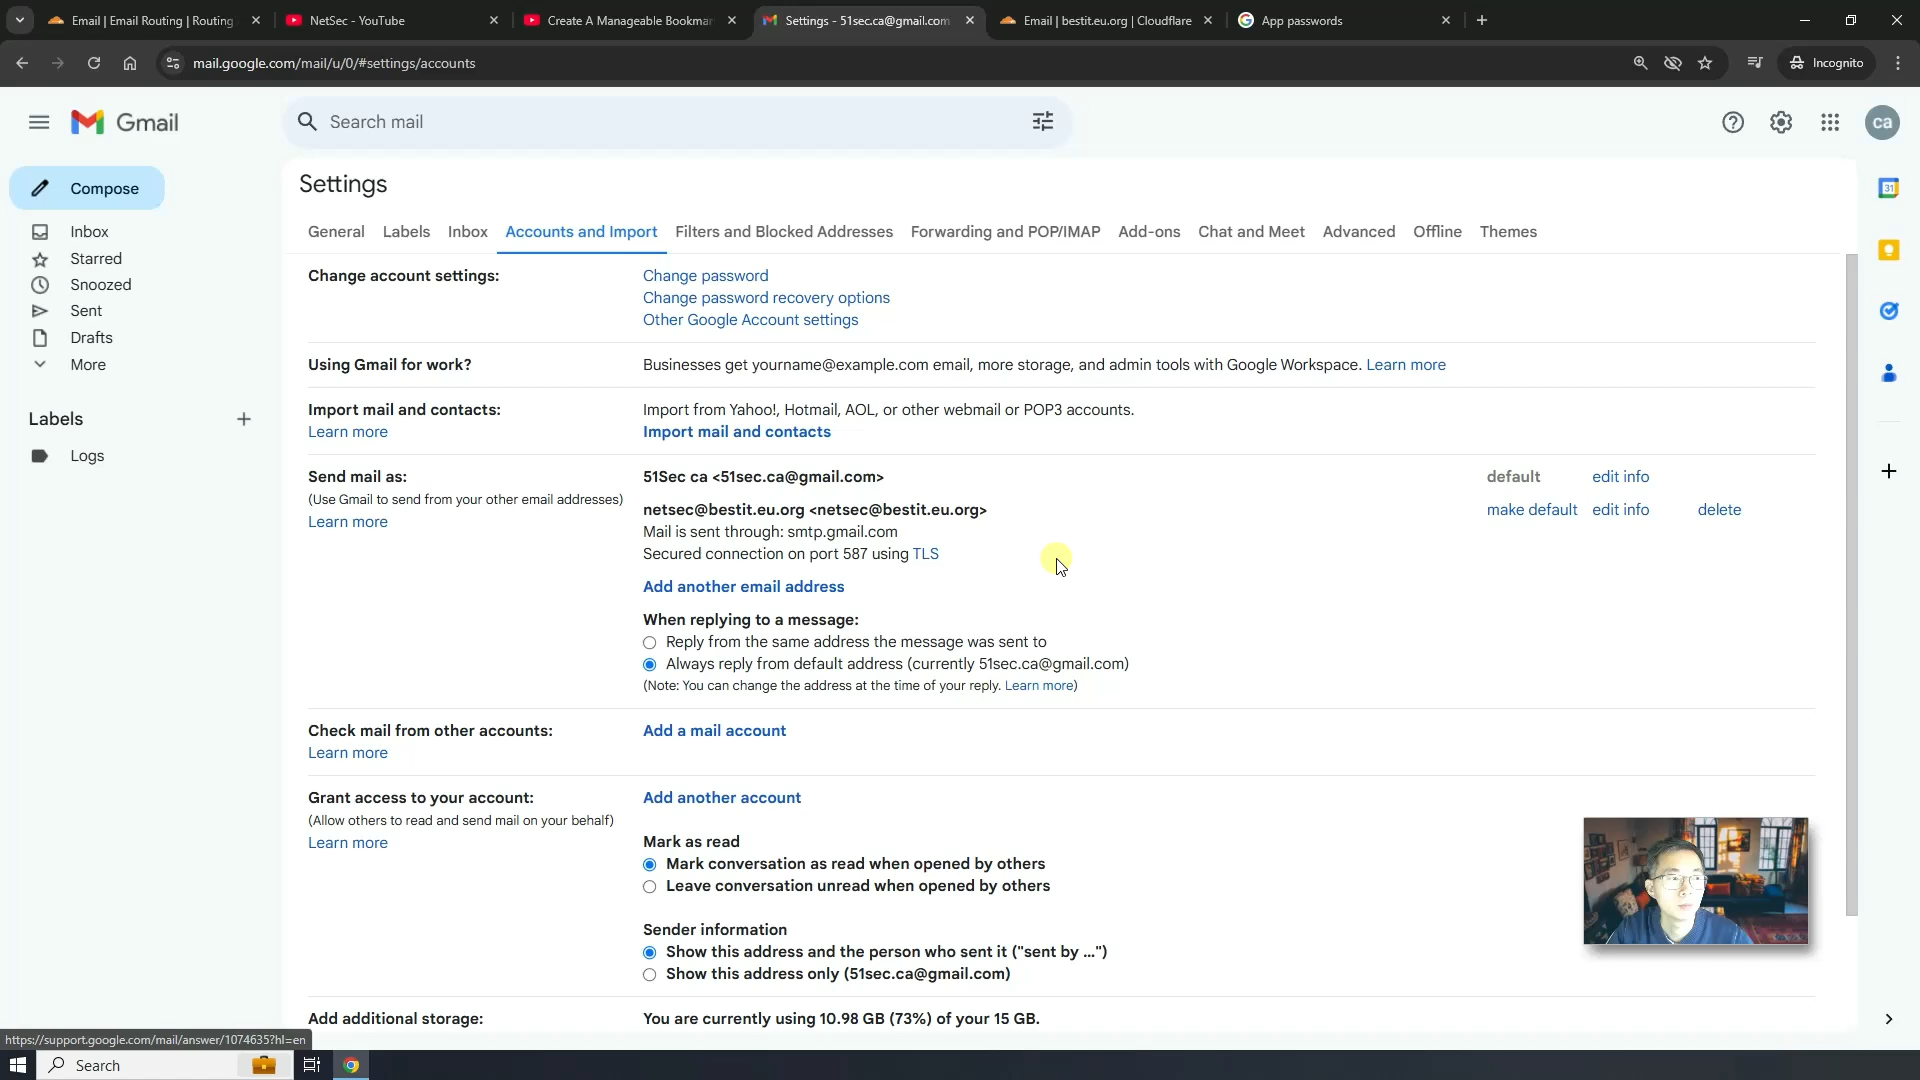 Email | Email Routing | Routing
NetSec - YouTube
Create A Manageable Bookmar
Settings - 51sec.ca@gmail.com
Email | bestit.eu.org | Cloudflare
App passwords
mail.google.com/mail/u/0/#settings/accounts
Incognito
Gmail
Search mail
ca
Compose
Inbox
Starred
Snoozed
Sent
Drafts
More
Labels
Logs
Settings
General Labels Inbox Accounts and Import Filters and Blocked Addresses Forwarding and POP/IMAP Add-ons Chat and Meet Advanced Offline Themes
Change account settings: Change password
Change password recovery options
Other Google Account settings
Using Gmail for work? Businesses get yourname@example.com email, more storage, and admin tools with Google Workspace. Learn more
Import mail and contacts: Import from Yahoo!, Hotmail, AOL, or other webmail or POP3 accounts.
Learn more Import mail and contacts
Send mail as: 51Sec ca <51sec.ca@gmail.com> default edit info
(Use Gmail to send from your other email addresses) netsec@bestit.eu.org <netsec@bestit.eu.org> make default edit info delete
Learn more Mail is sent through: smtp.gmail.com
Secured connection on port 587 using TLS
Add another email address
When replying to a message:
Reply from the same address the message was sent to
Always reply from default address (currently 51sec.ca@gmail.com)
(Note: You can change the address at the time of your reply. Learn more)
Check mail from other accounts: Add a mail account
Learn more
Grant access to your account: Add another account
(Allow others to read and send mail on your behalf)
Learn more
Mark as read
Mark conversation as read when opened by others
Leave conversation unread when opened by others
Sender information
Show this address and the person who sent it ("sent by ...")
Show this address only (51sec.ca@gmail.com)
Add additional storage: You are currently using 10.98 GB (73%) of your 15 GB.
31
https://support.google.com/mail/answer/1074635?hl=en
Search